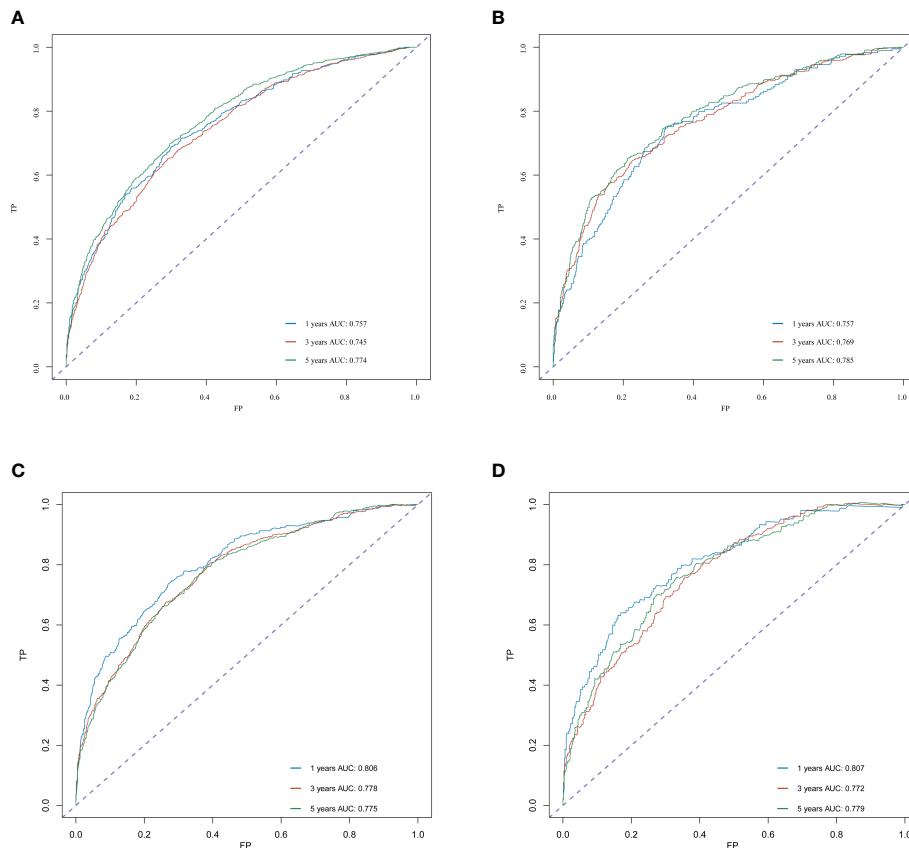 A
1.0
0.8
0.6
0.4
0.2
0.0
TP
1 years AUC: 0.757
3 years AUC: 0.745
5 years AUC: 0.774
0.0 0.2 0.4 0.6 0.8 1.0
FP
B
1.0
0.8
0.6
0.4
0.2
0.0
TP
1 years AUC: 0.757
3 years AUC: 0.769
5 years AUC: 0.785
0.0 0.2 0.4 0.6 0.8 1.0
FP
C
1.0
0.8
0.6
0.4
0.2
0.0
TP
1 years AUC: 0.806
3 years AUC: 0.778
5 years AUC: 0.775
0.0 0.2 0.4 0.6 0.8 1.0
FP
D
1.0
0.8
0.6
0.4
0.2
0.0
TP
1 years AUC: 0.807
3 years AUC: 0.772
5 years AUC: 0.779
0.0 0.2 0.4 0.6 0.8 1.0
FP